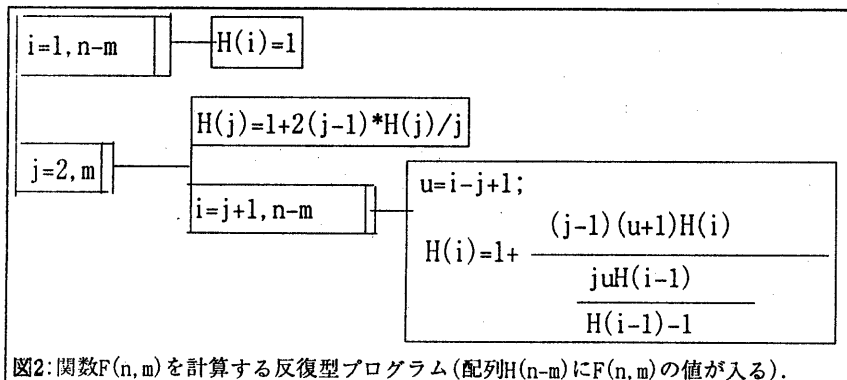 i=1,n-m
H(i)=1
H(j)=1+2(j-1)*H(j)/j
j=2,m
i=j+1,n-m
u=i-j+1;
(j-1)(u+1)H(i)
H(i)=1+
juH(i-1)
H(i-1)-1
図2:関数F(n,m)を計算する反復型プログラム(配列H(n-m)にF(n,m)の値が入る).